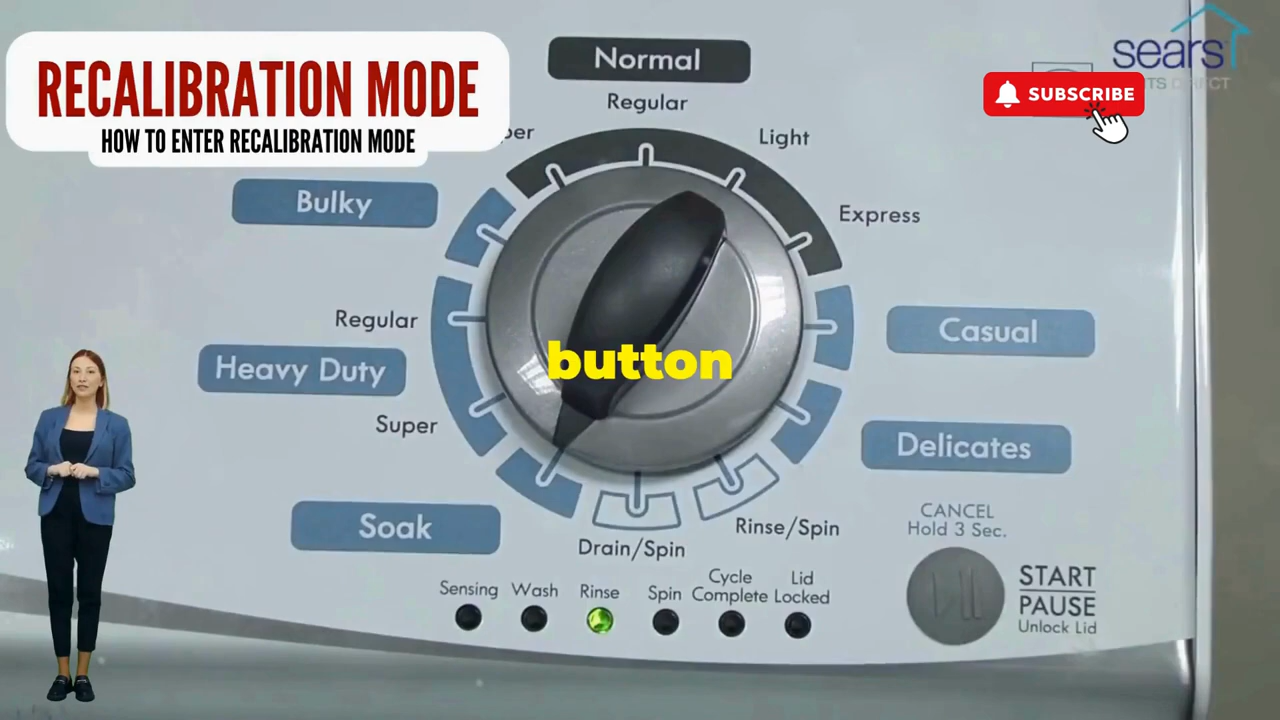 RECALIBRATION MODE
HOW TO ENTER RECALIBRATION MODE
sears
SUBSCRIBE
DIRECT
Normal
Regular
Light
Express
Bulky
Regular
Heavy Duty
Super
Casual
Delicates
button
Soak
Drain/Spin
Rinse/Spin
CANCEL
Hold 3 Sec.
START
PAUSE
Unlock Lid
Sensing
Wash
Rinse
Spin
Cycle
Complete
Lid
Locked